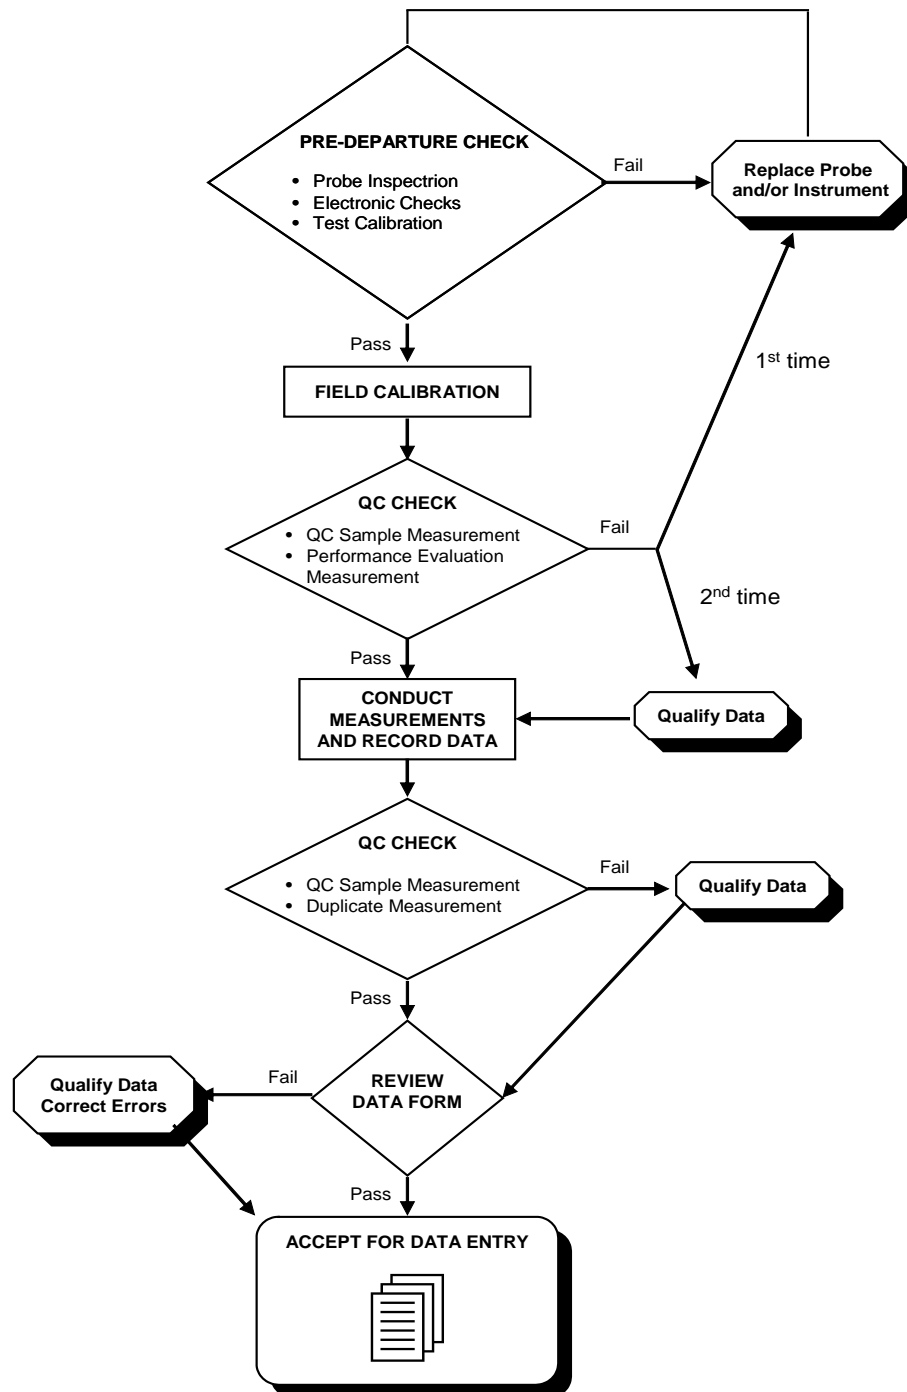 PRE-DEPARTURE CHECK
• Probe Inspectrion
• Electronic Checks
• Test Calibration
Fail
Replace Probe
and/or Instrument
Pass
1st time
FIELD CALIBRATION
QC CHECK
• QC Sample Measurement
• Performance Evaluation
Measurement
Fail
2nd time
Pass
CONDUCT
MEASUREMENTS
AND RECORD DATA
Qualify Data
QC CHECK
• QC Sample Measurement
• Duplicate Measurement
Fail
Qualify Data
Pass
REVIEW
DATA FORM
Fail
Qualify Data
Correct Errors
Pass
ACCEPT FOR DATA ENTRY